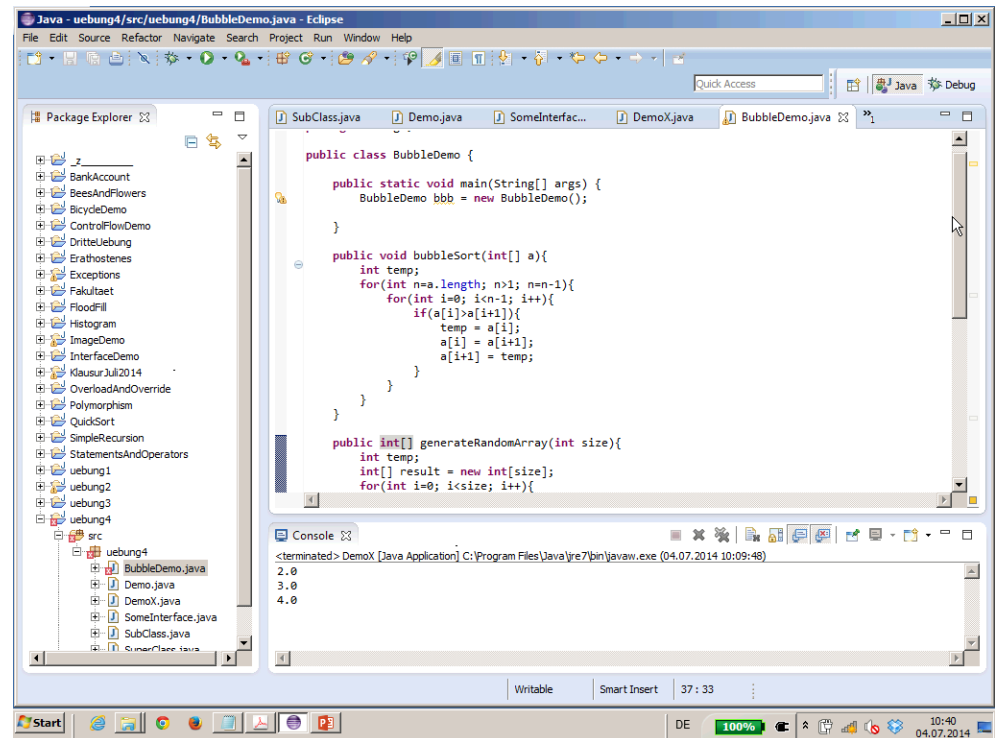 Java - uebung4/src/uebung4/BubbleDemo.java - Eclipse
File Edit Source Refactor Navigate Search Project Run Window Help
Quick Access
Java Debug
Package Explorer
_z_________
BankAccount
BeesAndFlowers
BicycleDemo
ControlFlowDemo
DritteUebung
Erathostenes
Exceptions
Fakultaet
FloodFill
Histogram
ImageDemo
InterfaceDemo
KlausurJuli2014
OverloadAndOverride
Polymorphism
QuickSort
SimpleRecursion
StatementsAndOperators
uebung1
uebung2
uebung3
uebung4
src
uebung4
BubbleDemo.java
Demo.java
DemoX.java
SomeInterface.java
SubClass.java
SuperClass.java
SubClass.java Demo.java SomeInterfac... DemoX.java BubbleDemo.java »1
public class BubbleDemo {
public static void main(String[] args) {
BubbleDemo bbb = new BubbleDemo();
}
public void bubbleSort(int[] a){
int temp;
for(int n=a.length; n>1; n=n-1){
for(int i=0; i<n-1; i++){
if(a[i]>a[i+1]){
temp = a[i];
a[i] = a[i+1];
a[i+1] = temp;
}
}
}
}
public int[] generateRandomArray(int size){
int temp;
int[] result = new int[size];
for(int i=0; i<size; i++){
Console
<terminated> DemoX [Java Application] C:\Program Files\Java\jre7\bin\javaw.exe (04.07.2014 10:09:48)
2.0
3.0
4.0
Writable Smart Insert 37 : 33
Start DE 100% 10:40
04.07.2014